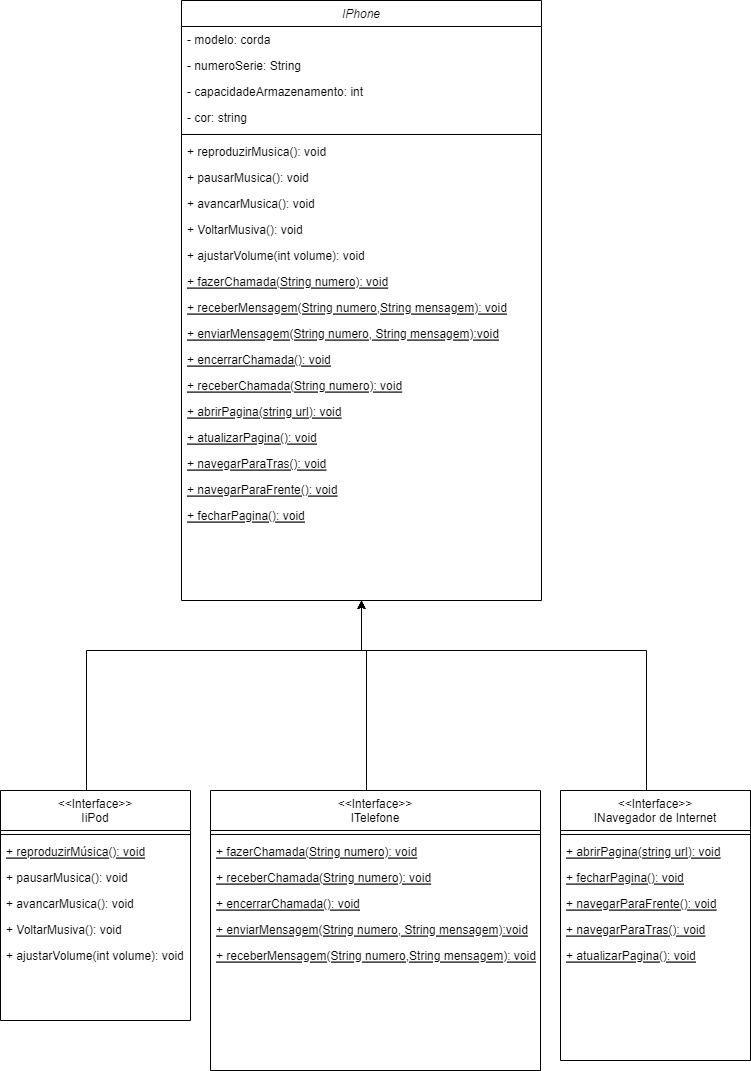 IPhone
- modelo: corda
- numeroSerie: String
- capacidadeArmazenamento: int
- cor: string
+ reproduzirMusica(): void
+ pausarMusica(): void
+ avancarMusica(): void
+ VoltarMusiva(): void
+ ajustarVolume(int volume): void
+ fazerChamada(String numero): void
+ receberMensagem(String numero,String mensagem): void
+ enviarMensagem(String numero, String mensagem):void
+ encerrarChamada(): void
+ receberChamada(String numero): void
+ abrirPagina(string url): void
+ atualizarPagina(): void
+ navegarParaTras(): void
+ navegarParaFrente(): void
+ fecharPagina(): void
<<Interface>>
IiPod
+ reproduzirMúsica(): void
+ pausarMusica(): void
+ avancarMusica(): void
+ VoltarMusiva(): void
+ ajustarVolume(int volume): void
<<Interface>>
ITelefone
+ fazerChamada(String numero): void
+ receberChamada(String numero): void
+ encerrarChamada(): void
+ enviarMensagem(String numero, String mensagem):void
+ receberMensagem(String numero,String mensagem): void
<<Interface>>
INavegador de Internet
+ abrirPagina(string url): void
+ fecharPagina(): void
+ navegarParaFrente(): void
+ navegarParaTras(): void
+ atualizarPagina(): void